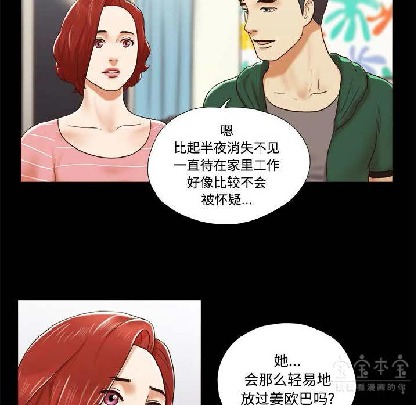 嗯
比起半夜消失不见
一直待在家里工作
好像比较不会
被怀疑...
她...
会那么轻易地
放过姜欧巴吗?